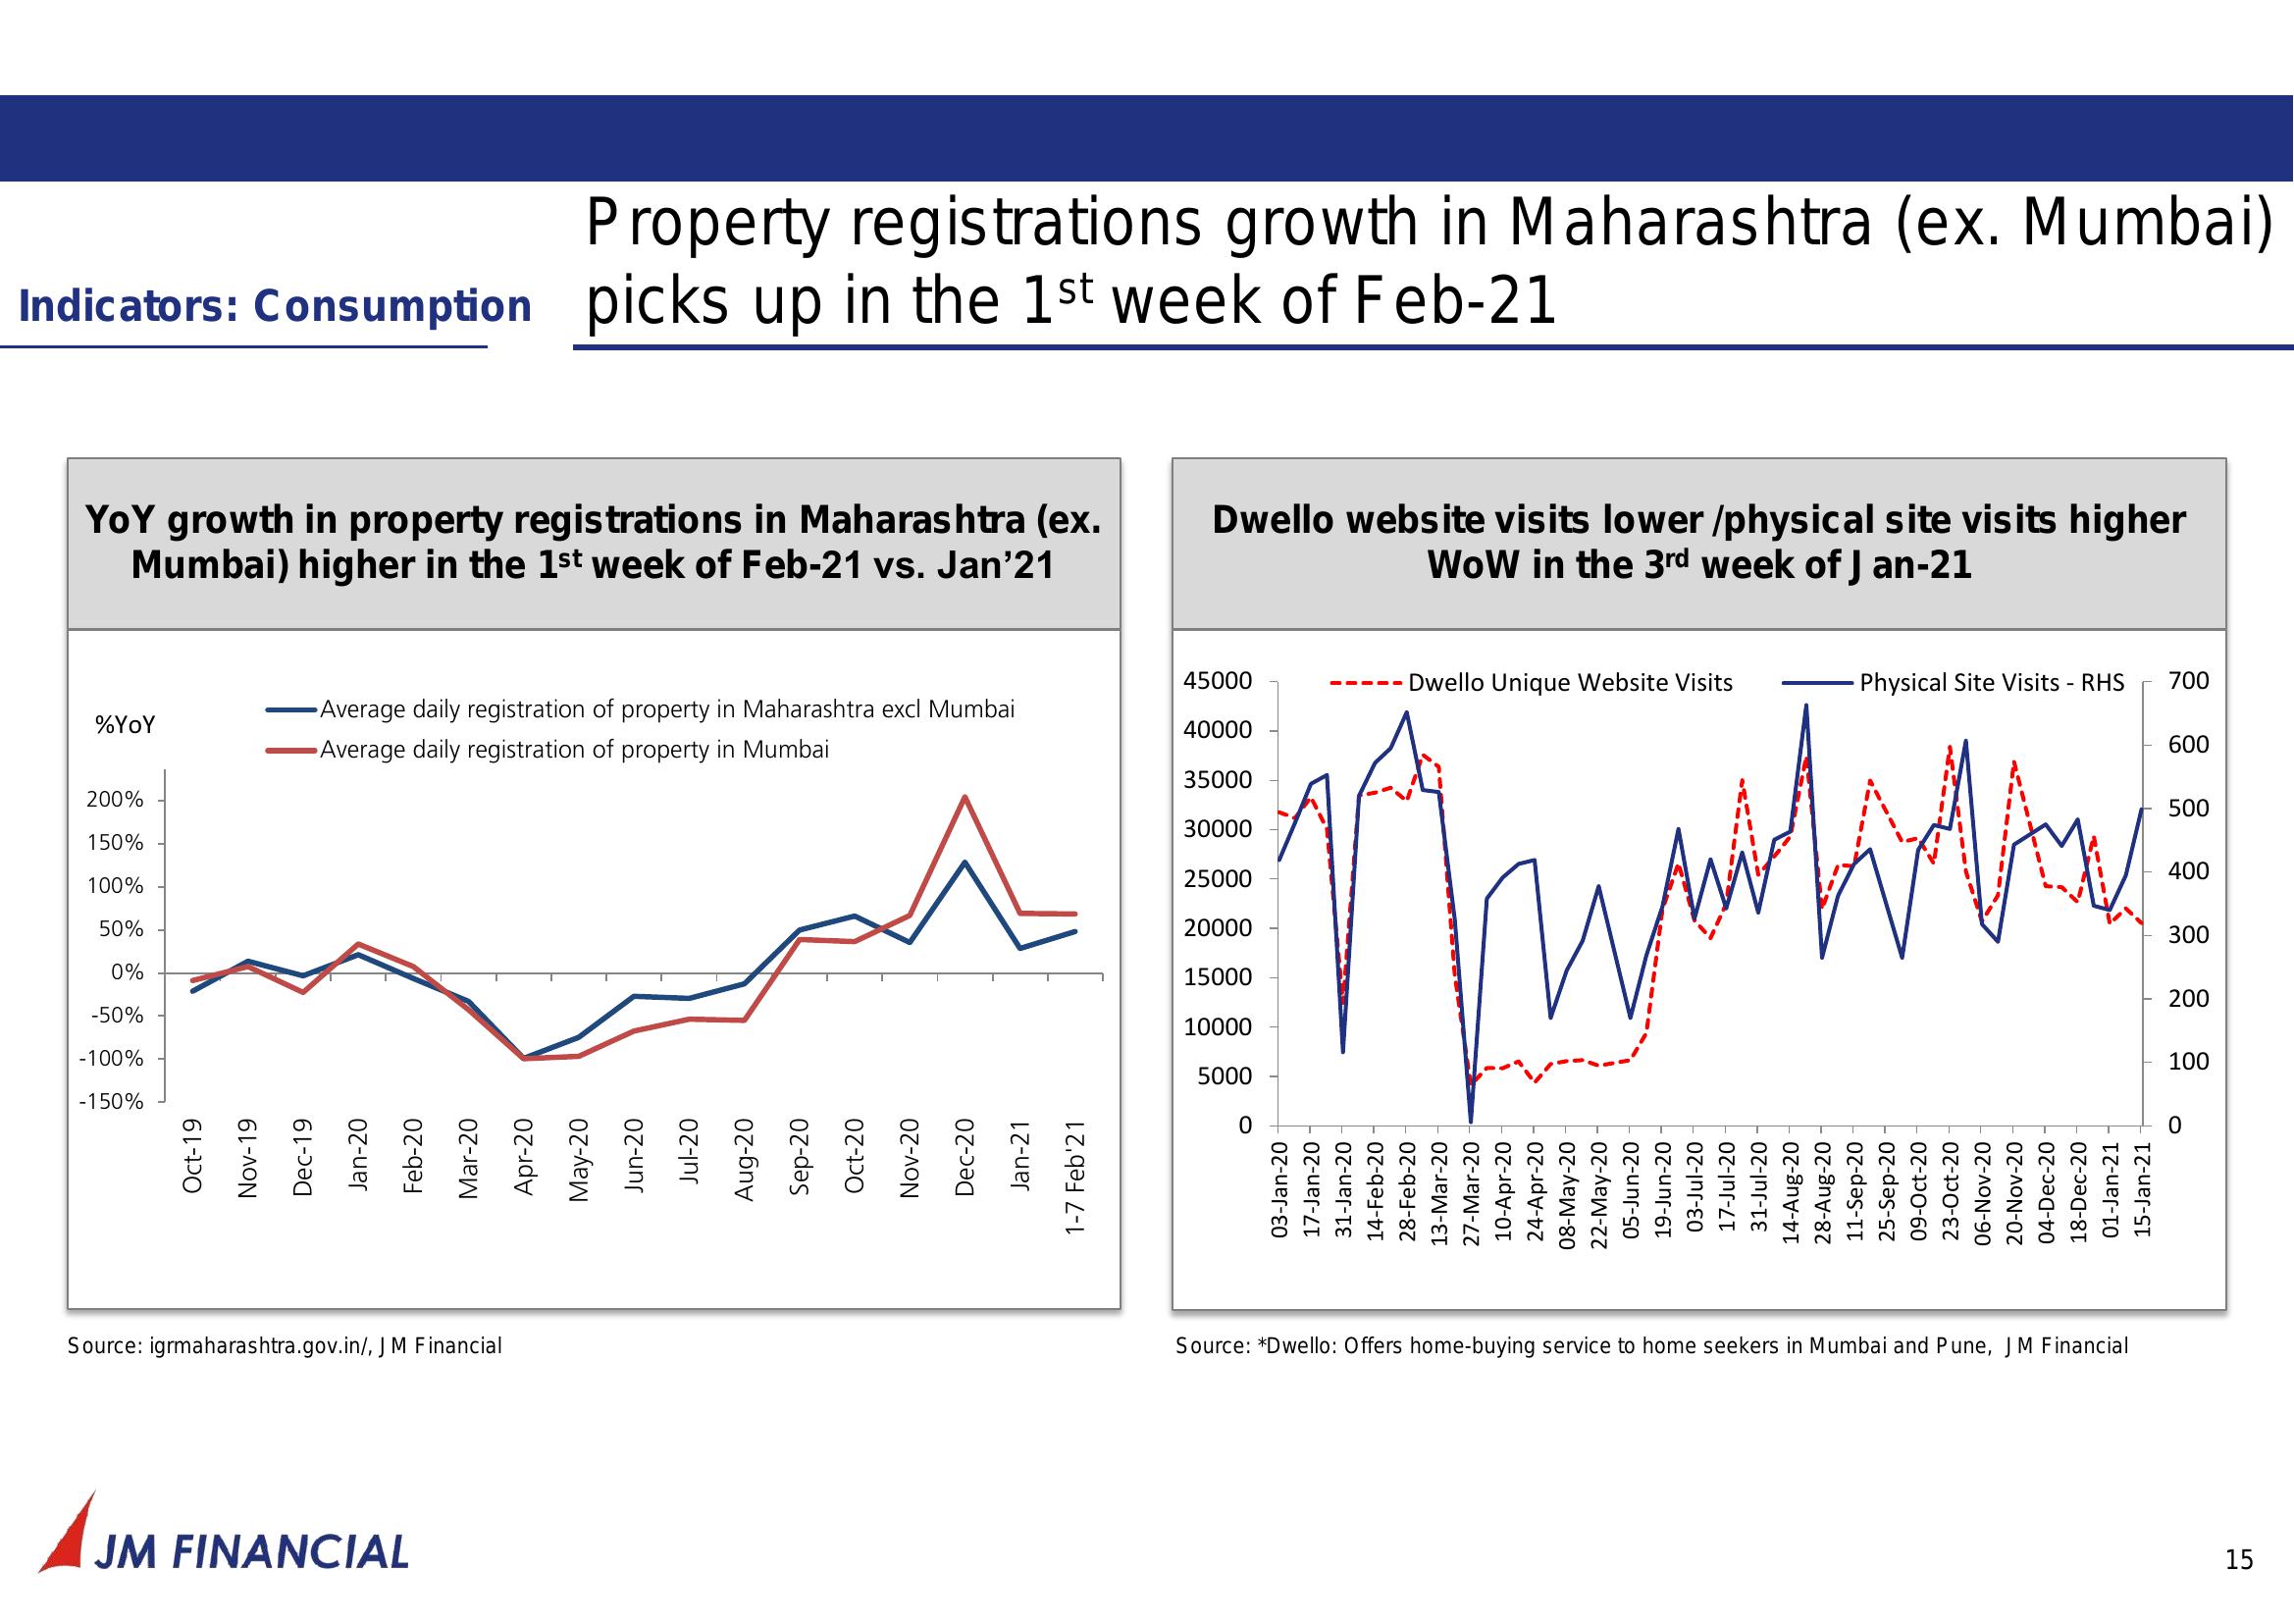 Property registrations growth in Maharashtra (ex. Mumbai)
picks up in the 1st week of Feb-21
Indicators: Consumption
YoY growth in property registrations in Maharashtra (ex.
Mumbai) higher in the 1st week of Feb-21 vs. Jan’21
%YoY
Average daily registration of property in Maharashtra excl Mumbai
Average daily registration of property in Mumbai
200%
150%
100%
50%
0%
-50%
-100%
-150%
Oct-19
Nov-19
Dec-19
Jan-20
Feb-20
Mar-20
Apr-20
May-20
Jun-20
Jul-20
Aug-20
Sep-20
Oct-20
Nov-20
Dec-20
Jan-21
1-7 Feb'21
Source: igrmaharashtra.gov.in/, JM Financial
Dwello website visits lower /physical site visits higher
WoW in the 3rd week of Jan-21
Dwello Unique Website Visits
Physical Site Visits - RHS
45000
40000
35000
30000
25000
20000
15000
10000
5000
0
700
600
500
400
300
200
100
0
03-Jan-20
17-Jan-20
31-Jan-20
14-Feb-20
28-Feb-20
13-Mar-20
27-Mar-20
10-Apr-20
24-Apr-20
08-May-20
22-May-20
05-Jun-20
19-Jun-20
03-Jul-20
17-Jul-20
31-Jul-20
14-Aug-20
28-Aug-20
11-Sep-20
25-Sep-20
09-Oct-20
23-Oct-20
06-Nov-20
20-Nov-20
04-Dec-20
18-Dec-20
01-Jan-21
15-Jan-21
Source: *Dwello: Offers home-buying service to home seekers in Mumbai and Pune, JM Financial
JM FINANCIAL
15